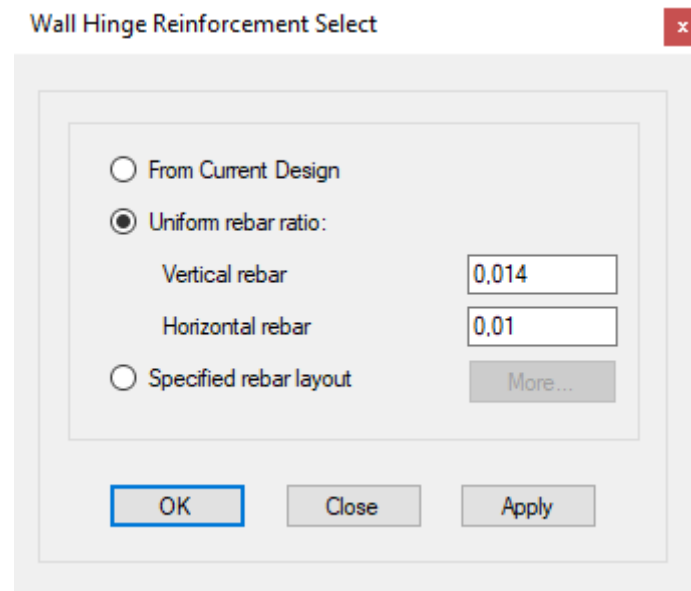 Wall Hinge Reinforcement Select
x
From Current Design
Uniform rebar ratio:
Vertical rebar 0,014
Horizontal rebar 0,01
Specified rebar layout More...
OK Close Apply